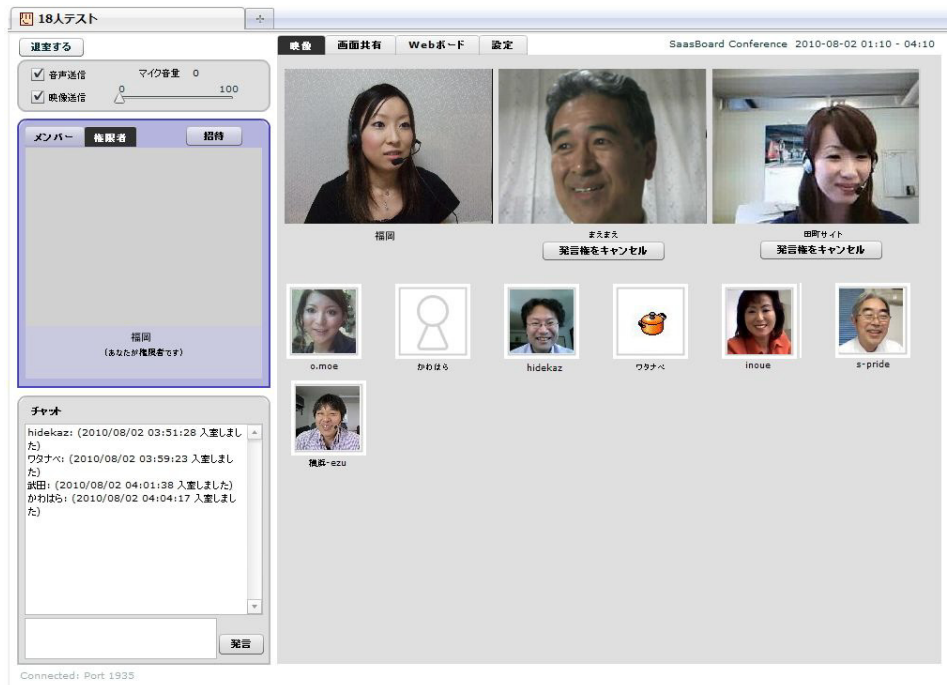 18人テスト
退室する
音声送信
マイク音量 0
映像送信
0 100
メンバー 権限者 招待
福岡
(あなたが権限者です)
チャット
hidekaz: (2010/08/02 03:51:28 入室しまし
た)
ワタナベ: (2010/08/02 03:59:23 入室しまし
た)
武田: (2010/08/02 04:01:38 入室しました)
かわはら: (2010/08/02 04:04:17 入室しまし
た)
発言
Connected: Port 1935
映像 画面共有 Webボード 設定
SaasBoard Conference 2010-08-02 01:10 - 04:10
福岡
まえまえ
田町サイト
発言権をキャンセル
発言権をキャンセル
o.moe
かわはら
hidekaz
ワタナベ
inoue
s-pride
横浜-ezu